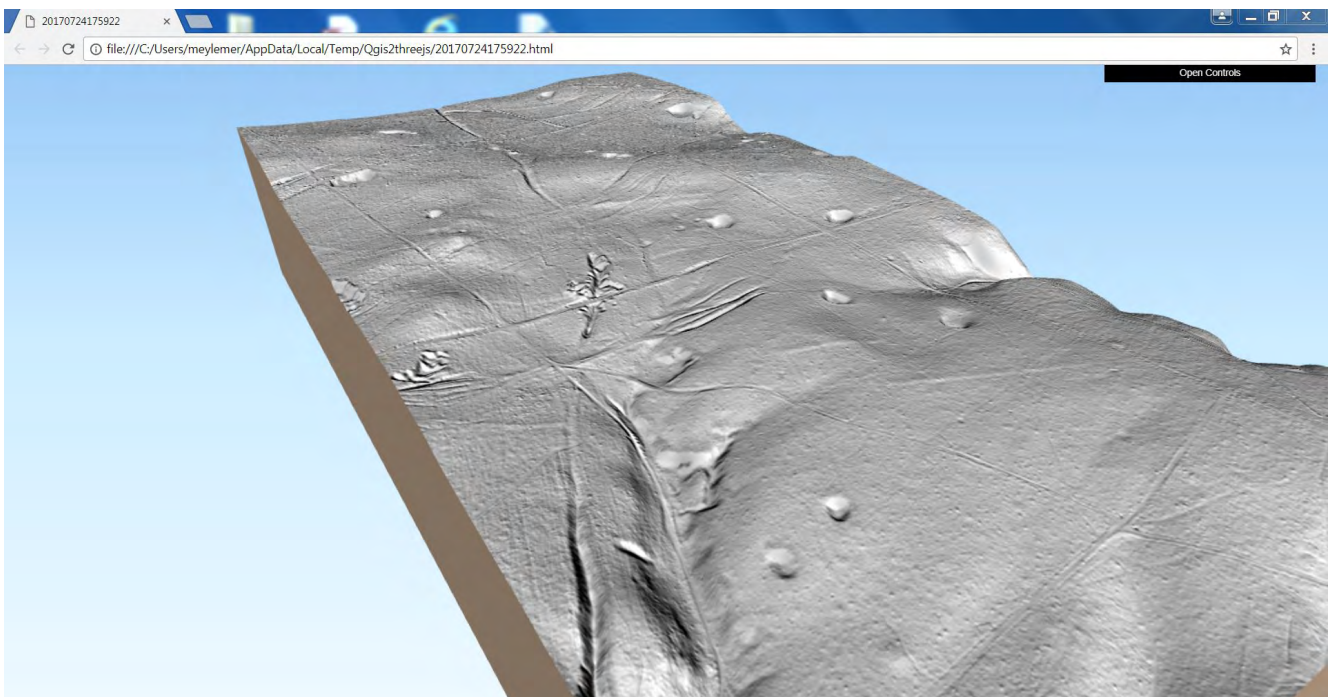 20170724175922
file:///C:/Users/meylemer/AppData/Local/Temp/Qgis2threejs/20170724175922.html
Open Controls